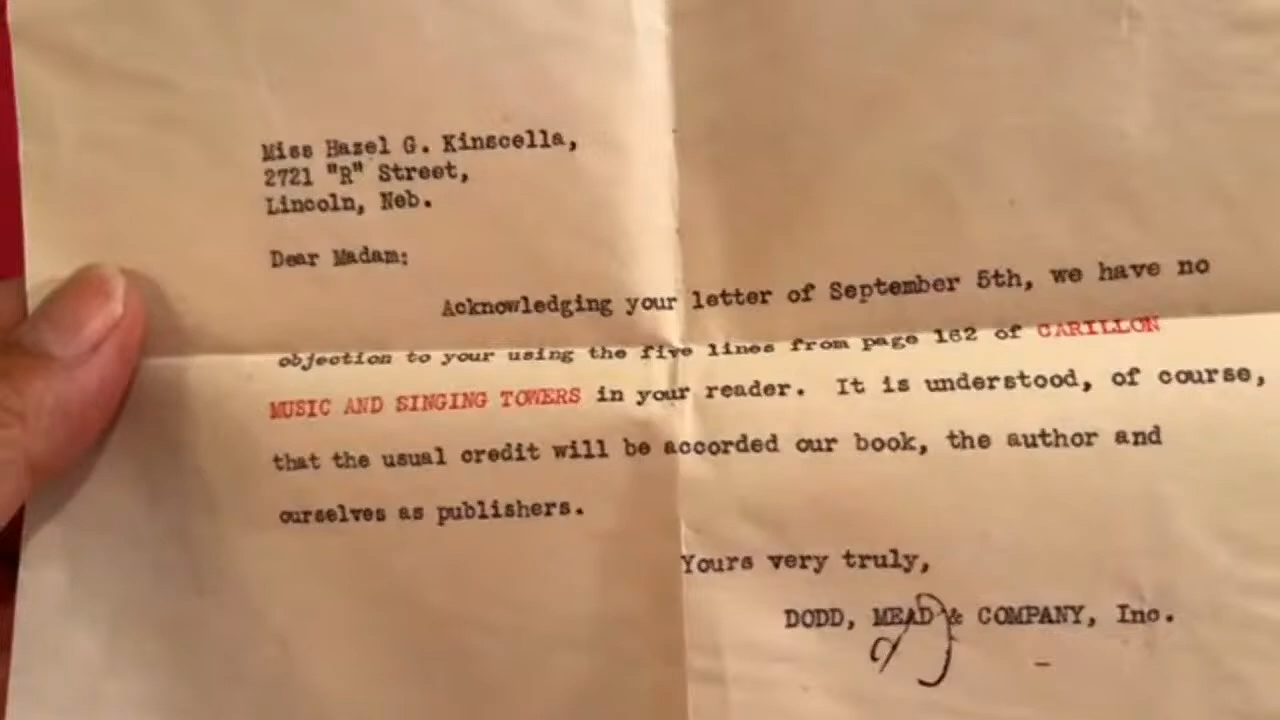 Miss Hazel G. Kinscella,
2721 "R" Street,
Lincoln, Neb.
Dear Madam:
Acknowledging your letter of September 5th, we have no
objection to your using the five lines from page 162 of CARILLON
MUSIC AND SINGING TOWERS in your reader. It is understood, of course,
that the usual credit will be accorded our book, the author and
ourselves as publishers.
Yours very truly,
DODD, MEAD & COMPANY, Inc.